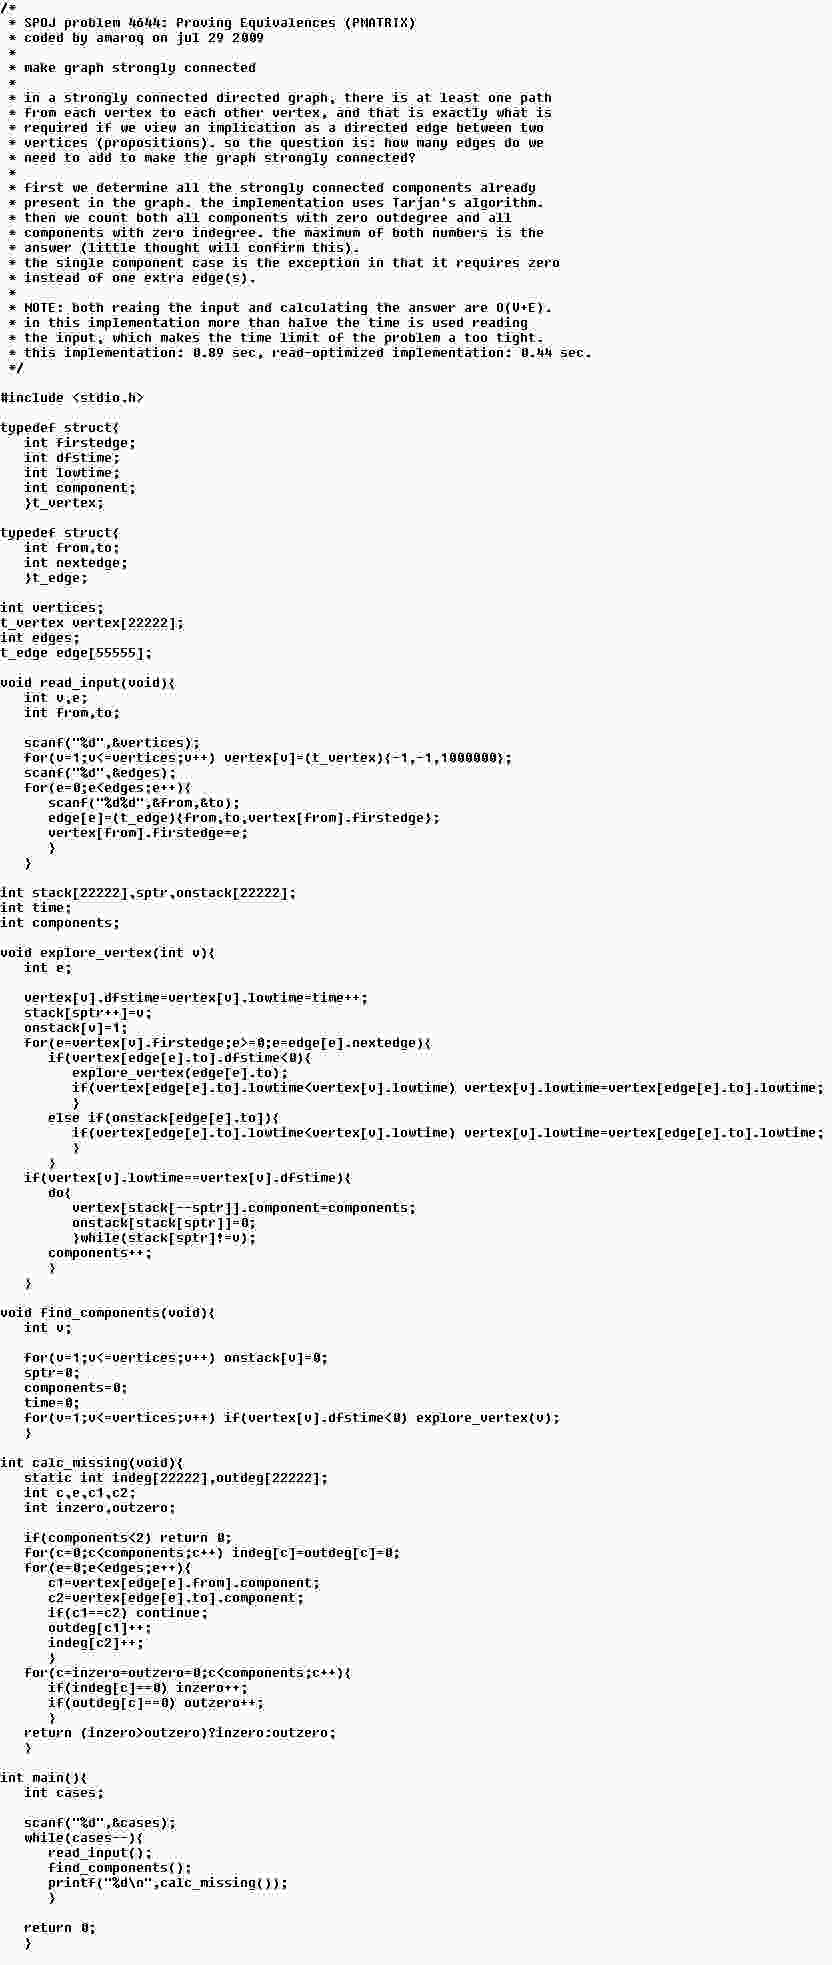 /*
 * SPOJ problem 4644: Proving Equivalences (PMATRIX)
 * coded by amaroq on jul 29 2009
 *
 * make graph strongly connected
 *
 * in a strongly connected directed graph, there is at least one path
 * from each vertex to each other vertex, and that is exactly what is
 * required if we view an implication as a directed edge between two
 * vertices (propositions). so the question is: how many edges do we
 * need to add to make the graph strongly connected?
 *
 * first we determine all the strongly connected components already
 * present in the graph. the implementation uses Tarjan's algorithm.
 * then we count both all components with zero outdegree and all
 * components with zero indegree. the maximum of both numbers is the
 * answer (little thought will confirm this).
 * the single component case is the exception in that it requires zero
 * instead of one extra edge(s).
 *
 * NOTE: both reaing the input and calculating the answer are O(V+E).
 * in this implementation more than halve the time is used reading
 * the input, which makes the time limit of the problem a too tight.
 * this implementation: 0.89 sec, read-optimized implementation: 0.44 sec.
 */

#include <stdio.h>

typedef struct{
   int firstedge;
   int dfstime;
   int lowtime;
   int component;
   }t_vertex;

typedef struct{
   int from,to;
   int nextedge;
   }t_edge;

int vertices;
t_vertex vertex[22222];
int edges;
t_edge edge[55555];

void read_input(void){
   int v,e;
   int from,to;

   scanf("%d",&vertices);
   for(v=1;v<=vertices;v++) vertex[v]=(t_vertex){-1,-1,1000000};
   scanf("%d",&edges);
   for(e=0;e<edges;e++){
      scanf("%d%d",&from,&to);
      edge[e]=(t_edge){from,to,vertex[from].firstedge};
      vertex[from].firstedge=e;
      }
   }

int stack[22222],sptr,onstack[22222];
int time;
int components;

void explore_vertex(int v){
   int e;

   vertex[v].dfstime=vertex[v].lowtime=time++;
   stack[sptr++]=v;
   onstack[v]=1;
   for(e=vertex[v].firstedge;e>=0;e=edge[e].nextedge){
      if(vertex[edge[e].to].dfstime<0){
         explore_vertex(edge[e].to);
         if(vertex[edge[e].to].lowtime<vertex[v].lowtime) vertex[v].lowtime=vertex[edge[e].to].lowtime;
         }
      else if(onstack[edge[e].to]){
         if(vertex[edge[e].to].lowtime<vertex[v].lowtime) vertex[v].lowtime=vertex[edge[e].to].lowtime;
         }
      }
   if(vertex[v].lowtime==vertex[v].dfstime){
      do{
         vertex[stack[--sptr]].component=components;
         onstack[stack[sptr]]=0;
         }while(stack[sptr]!=v);
      components++;
      }
   }

void find_components(void){
   int v;

   for(v=1;v<=vertices;v++) onstack[v]=0;
   sptr=0;
   components=0;
   time=0;
   for(v=1;v<=vertices;v++) if(vertex[v].dfstime<0) explore_vertex(v);
   }

int calc_missing(void){
   static int indeg[22222],outdeg[22222];
   int c,e,c1,c2;
   int inzero,outzero;

   if(components<2) return 0;
   for(c=0;c<components;c++) indeg[c]=outdeg[c]=0;
   for(e=0;e<edges;e++){
      c1=vertex[edge[e].from].component;
      c2=vertex[edge[e].to].component;
      if(c1==c2) continue;
      outdeg[c1]++;
      indeg[c2]++;
      }
   for(c=inzero=outzero=0;c<components;c++){
      if(indeg[c]==0) inzero++;
      if(outdeg[c]==0) outzero++;
      }
   return (inzero>outzero)?inzero:outzero;
   }

int main(){
   int cases;

   scanf("%d",&cases);
   while(cases--){
      read_input();
      find_components();
      printf("%d\n",calc_missing());
      }

   return 0;
   }